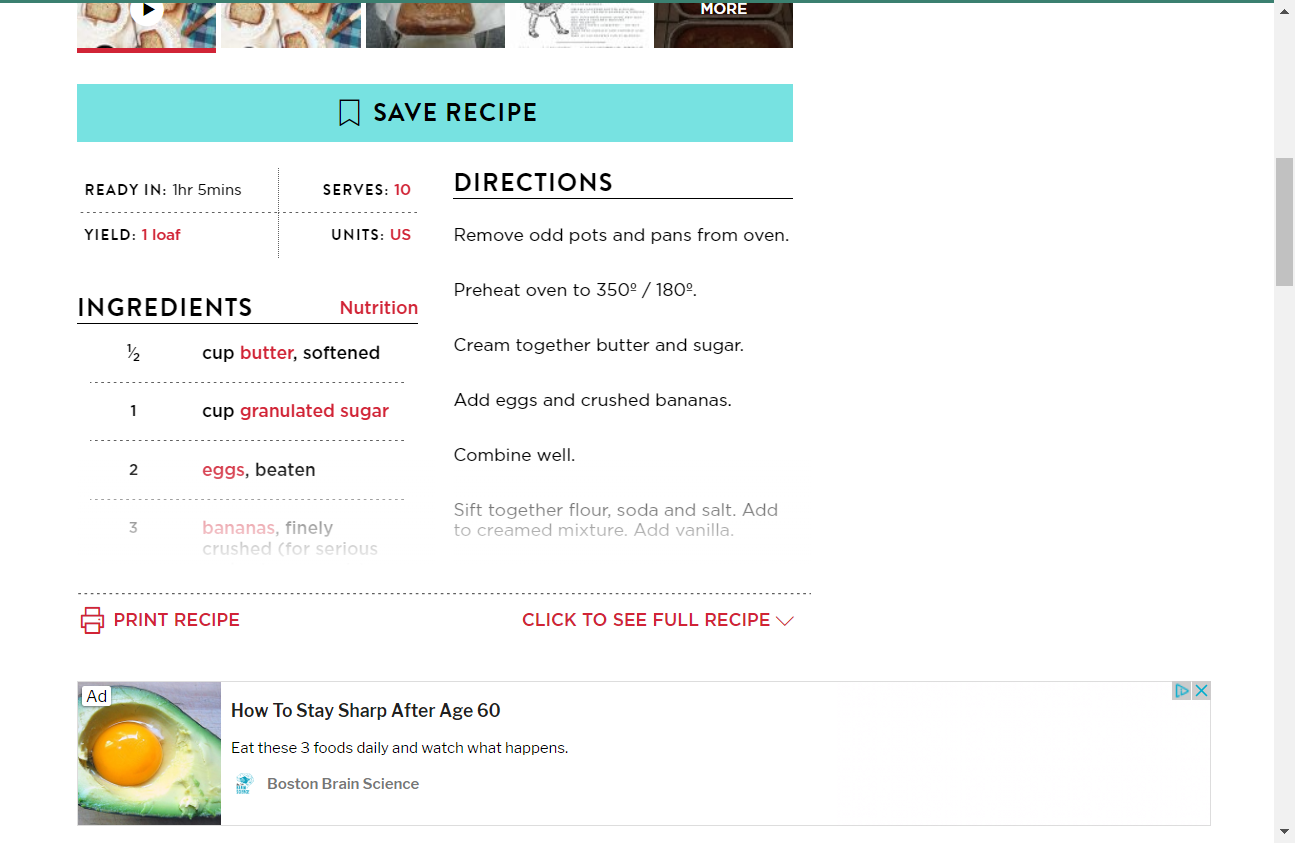 MORE
SAVE RECIPE
READY IN: 1hr 5mins
SERVES: 10
YIELD: 1 loaf
UNITS: US
INGREDIENTS
Nutrition
½ cup butter, softened
1 cup granulated sugar
2 eggs, beaten
3 bananas, finely
crushed (for serious
DIRECTIONS
Remove odd pots and pans from oven.
Preheat oven to 350º / 180º.
Cream together butter and sugar.
Add eggs and crushed bananas.
Combine well.
Sift together flour, soda and salt. Add
to creamed mixture. Add vanilla.
PRINT RECIPE
CLICK TO SEE FULL RECIPE
Ad
How To Stay Sharp After Age 60
Eat these 3 foods daily and watch what happens.
Boston Brain Science